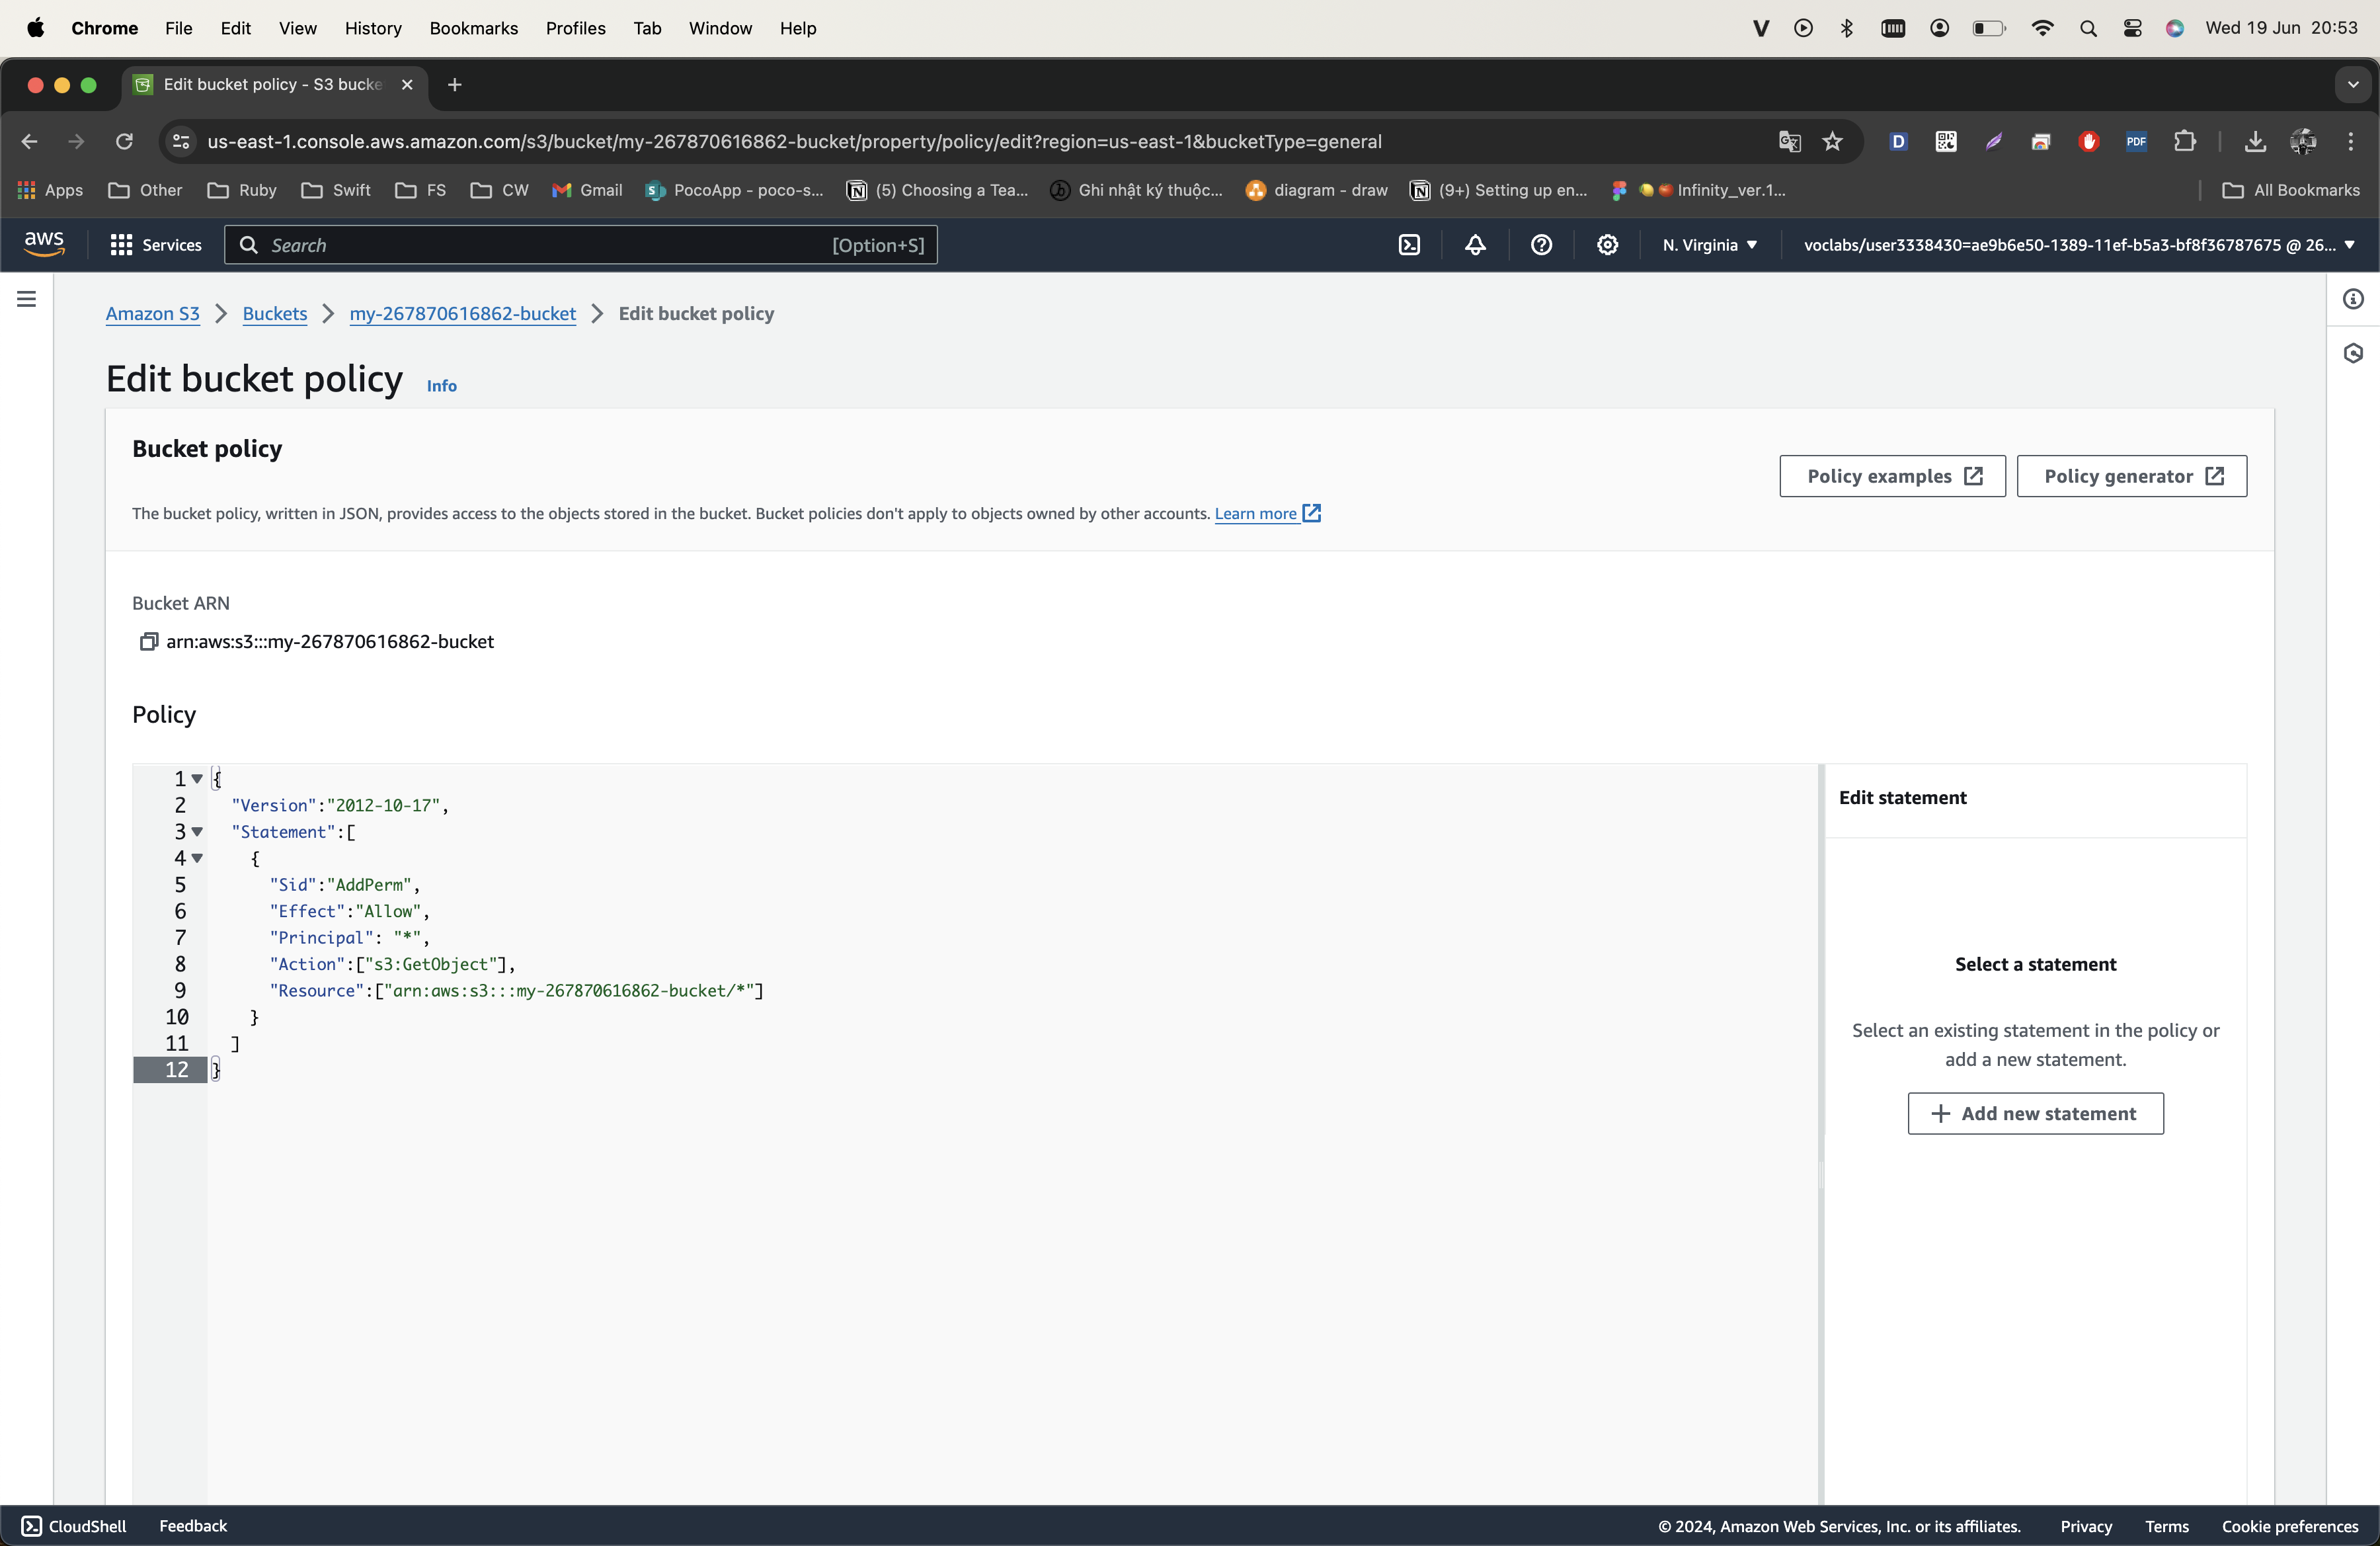 Chrome File Edit View History Bookmarks Profiles Tab Window Help Wed 19 Jun 20:53
Edit bucket policy - S3 bucke
us-east-1.console.aws.amazon.com/s3/bucket/my-267870616862-bucket/property/policy/edit?region=us-east-1&bucketType=general
Apps Other Ruby Swift FS CW Gmail PocoApp - poco-s... (5) Choosing a Tea... Ghi nhật ký thuộc... diagram - draw (9+) Setting up en... Infinity_ver.1... All Bookmarks
aws Services Search [Option+S] N. Virginia voclabs/user3338430=ae9b6e50-1389-11ef-b5a3-bf8f36787675 @ 26...
Amazon S3 Buckets my-267870616862-bucket Edit bucket policy
Edit bucket policy Info
Bucket policy
Policy examples Policy generator
The bucket policy, written in JSON, provides access to the objects stored in the bucket. Bucket policies don't apply to objects owned by other accounts. Learn more
Bucket ARN
arn:aws:s3:::my-267870616862-bucket
Policy
1 {
2 "Version":"2012-10-17",
3 "Statement":[
4 {
5 "Sid":"AddPerm",
6 "Effect":"Allow",
7 "Principal": "*",
8 "Action":["s3:GetObject"],
9 "Resource":["arn:aws:s3:::my-267870616862-bucket/*"]
10 }
11 ]
12 }
Edit statement
Select a statement
Select an existing statement in the policy or
add a new statement.
+ Add new statement
CloudShell Feedback © 2024, Amazon Web Services, Inc. or its affiliates. Privacy Terms Cookie preferences